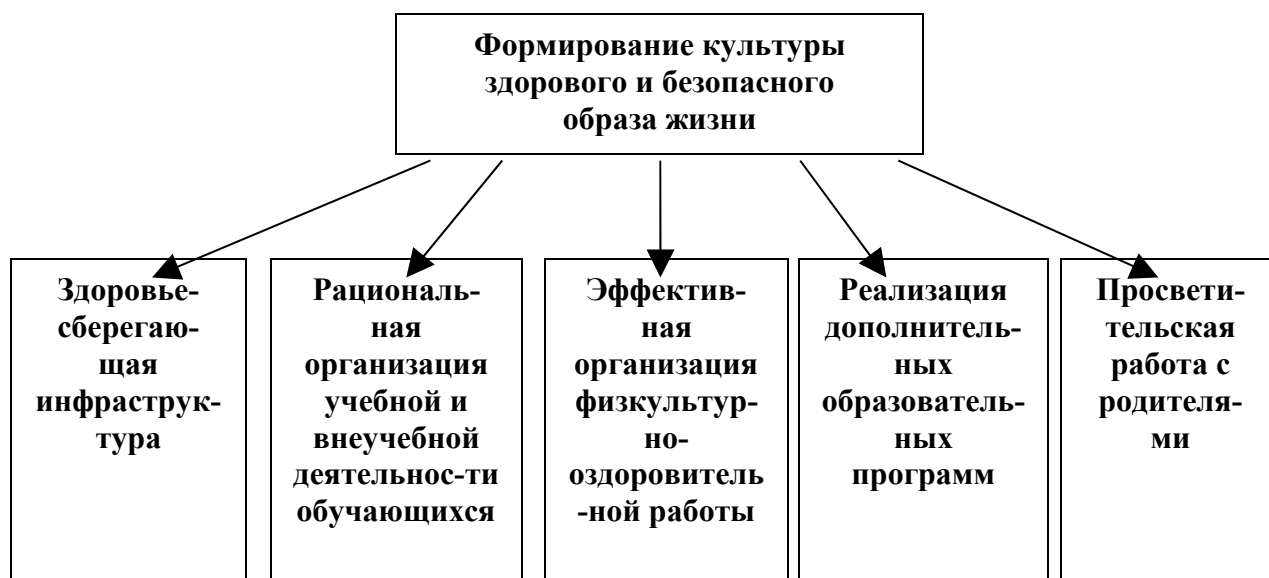 Формирование культуры
здорового и безопасного
образа жизни
Здоровье-
сберегаю-
щая
инфраструк-
тура
Рациональ-
ная
организация
учебной и
внеучебной
деятельнос-ти
обучающихся
Эффектив-
ная
организация
физкультур-
но-
оздоровитель
-ной работы
Реализация
дополнитель-
ных
образователь-
ных
программ
Просвети-
тельская
работа с
родителя-
ми